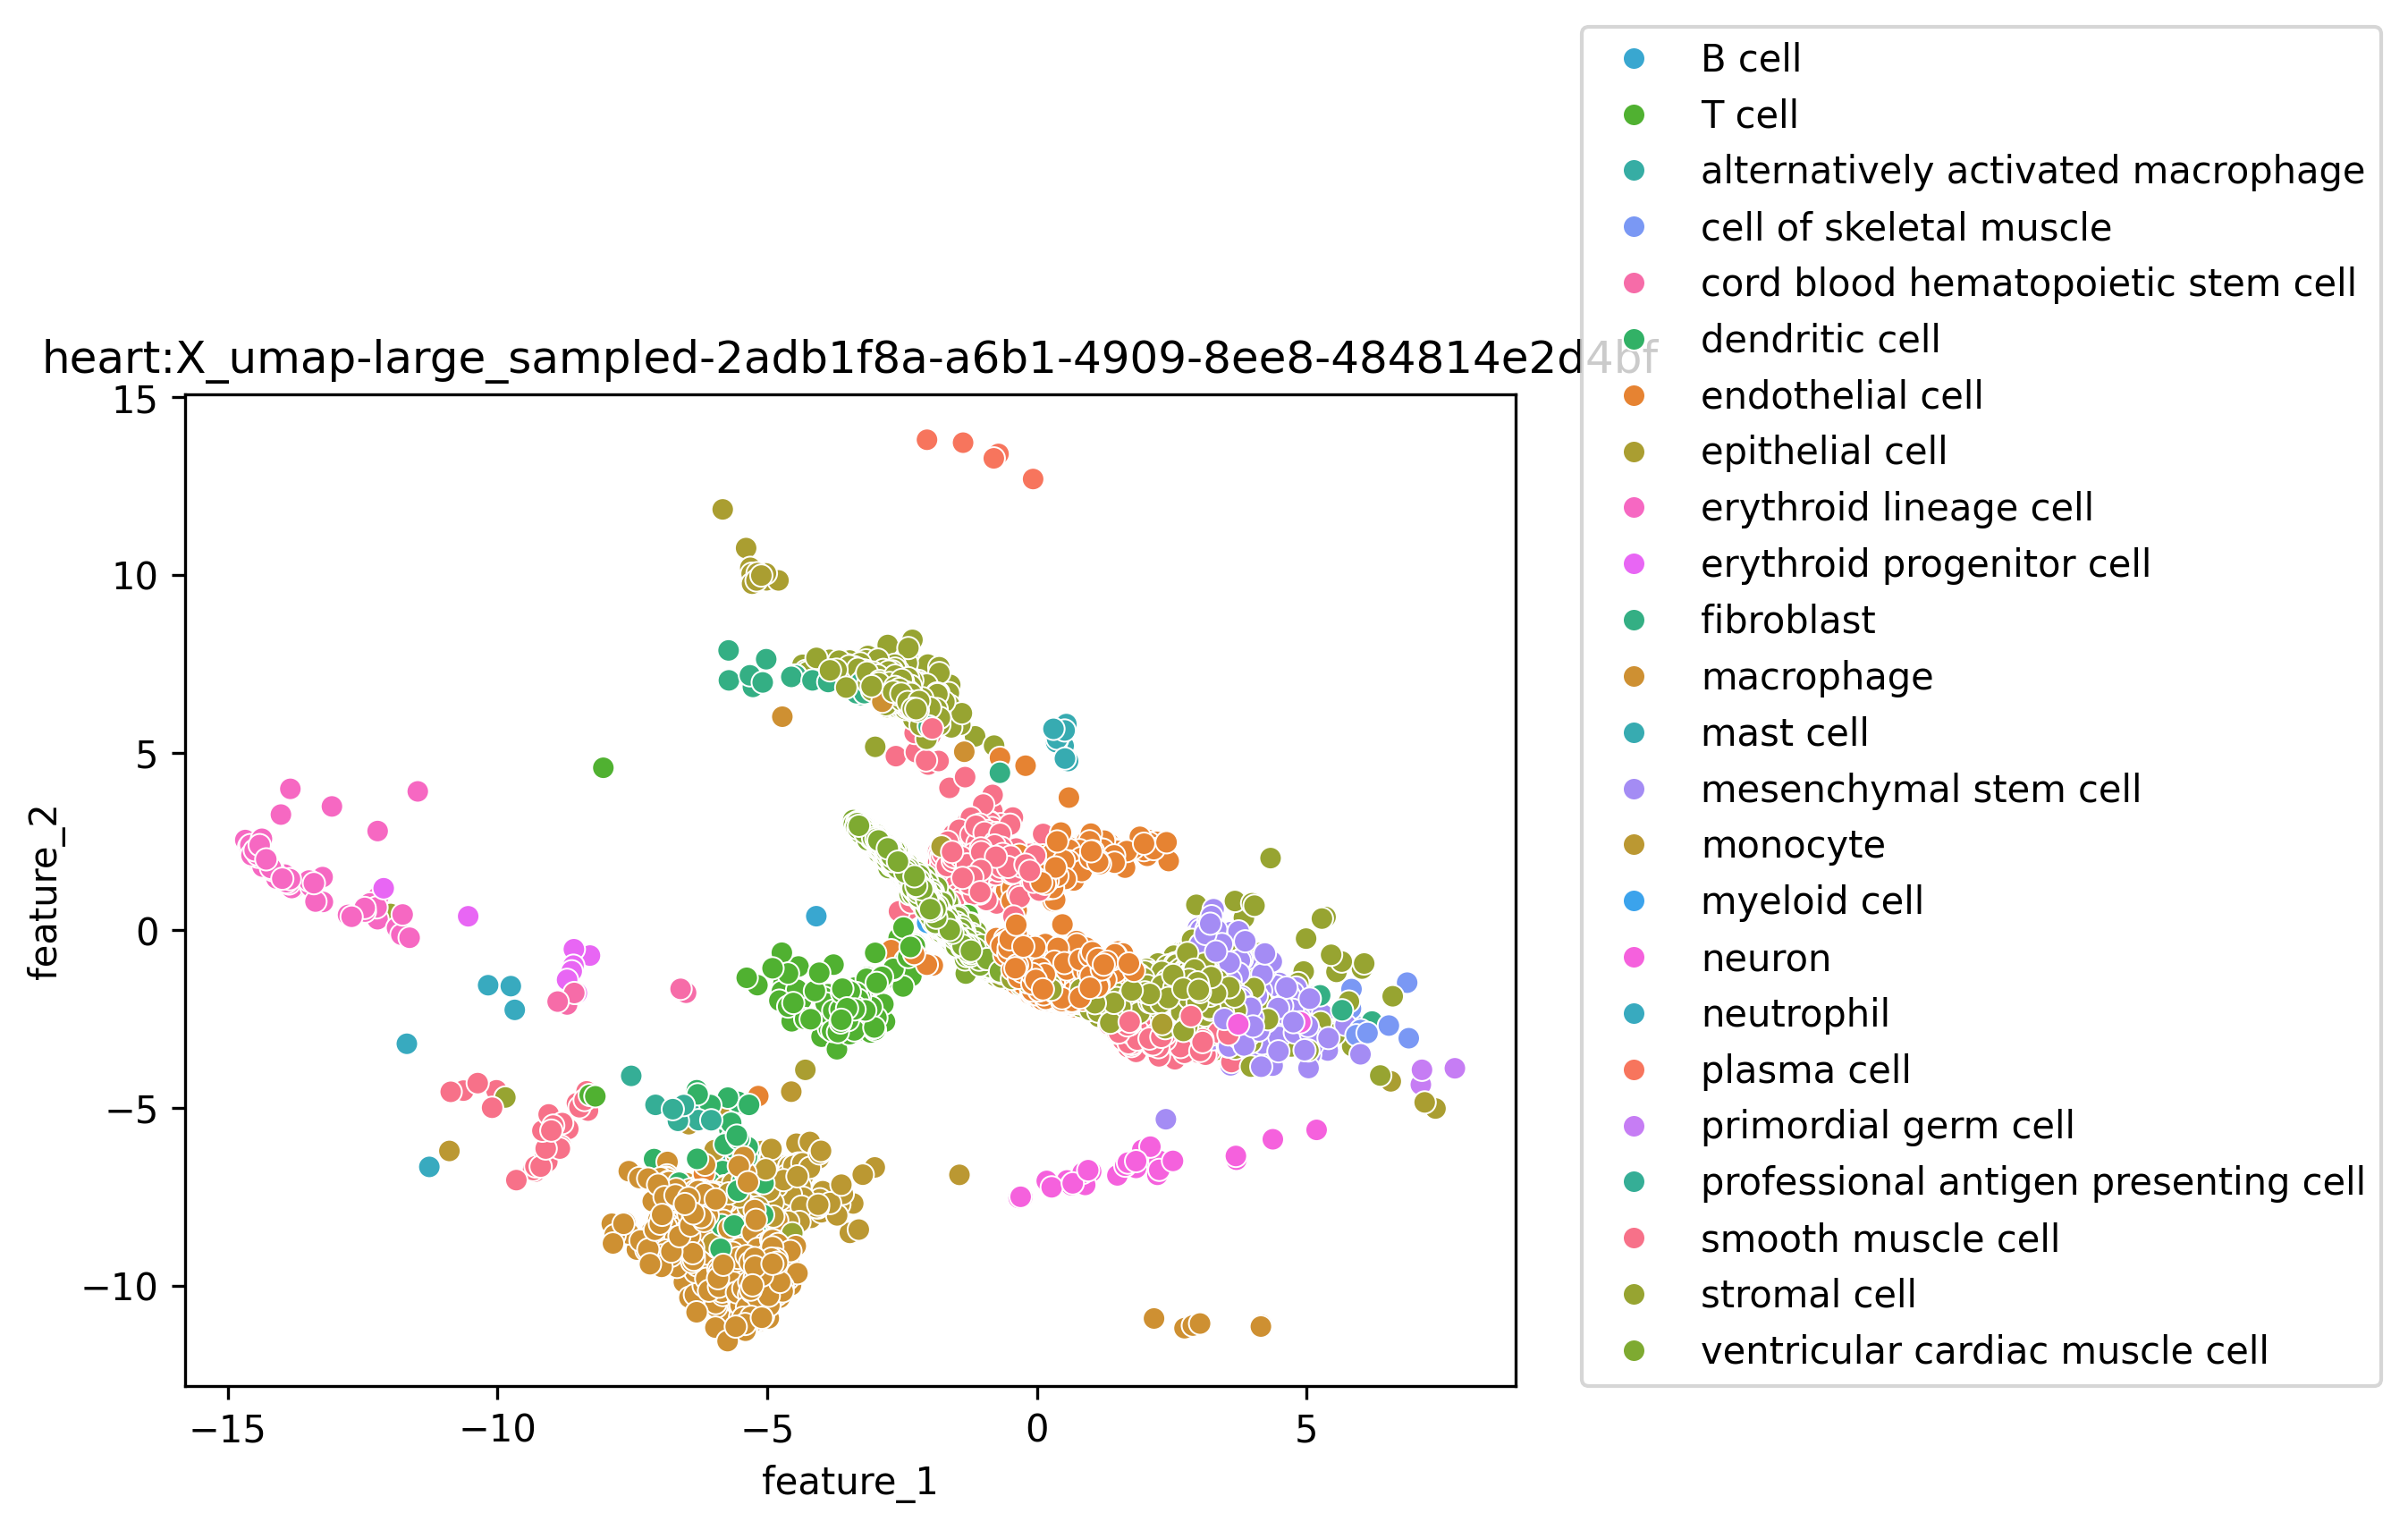 heart:X_umap-large_sampled-2adb1f8a-a6b1-4909-8ee8-484814e2d4bf
15
10
5
0
−5
−10
feature_2
−15
−10
−5
0
5
feature_1
B cell
T cell
alternatively activated macrophage
cell of skeletal muscle
cord blood hematopoietic stem cell
dendritic cell
endothelial cell
epithelial cell
erythroid lineage cell
erythroid progenitor cell
fibroblast
macrophage
mast cell
mesenchymal stem cell
monocyte
myeloid cell
neuron
neutrophil
plasma cell
primordial germ cell
professional antigen presenting cell
smooth muscle cell
stromal cell
ventricular cardiac muscle cell